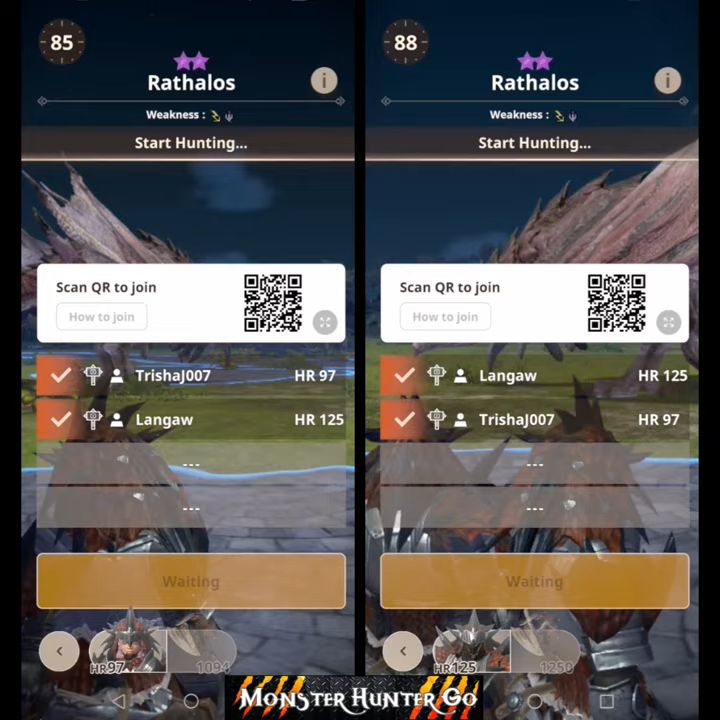 85
Rathalos
i
Weakness :
Start Hunting...
Scan QR to join
How to join
TrishaJ007 HR 97
Langaw HR 125
---
---
Waiting
HR97 1094
88
Rathalos
i
Weakness :
Start Hunting...
Scan QR to join
How to join
Langaw HR 125
TrishaJ007 HR 97
---
---
Waiting
HR125 1250
MONSTER HUNTER GO